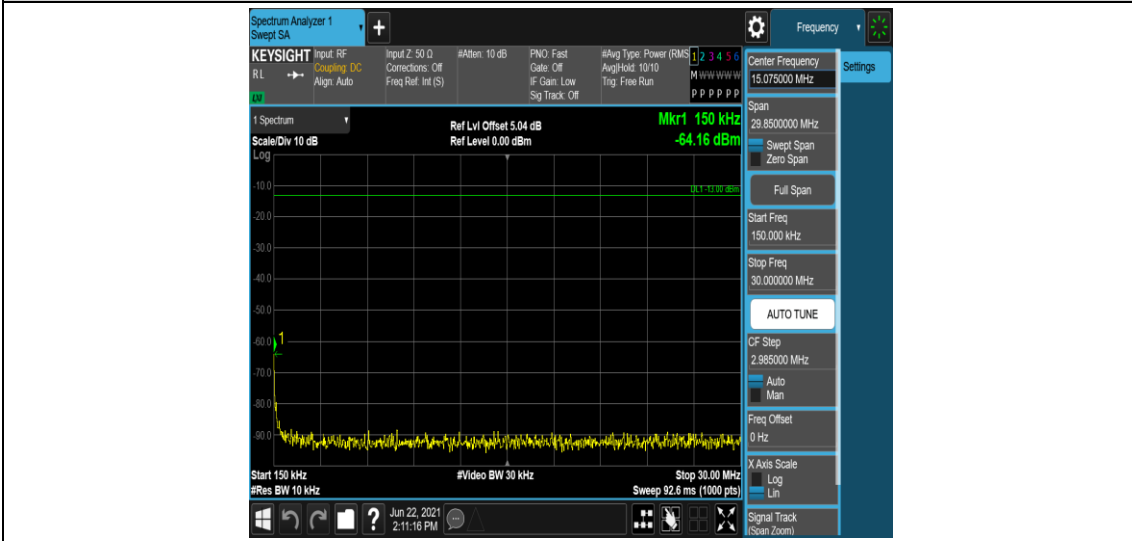 Spectrum Analyzer 1
Swept SA
+
Frequency
KEYSIGHT Input: RF Input Z: 50 Ω #Atten: 10 dB PNO: Fast #Avg Type: Power (RMS 1 2 3 4 5 6
RL Coupling: DC Corrections: Off Gate: Off Avg|Hold: 10/10 M W W W W W
Align: Auto Freq Ref: Int (S) IF Gain: Low Trig: Free Run
Sig Track: Off P P P P P P
1 Spectrum
Ref Lvl Offset 5.04 dB
Mkr1 150 kHz
Scale/Div 10 dB
Ref Level 0.00 dBm
-64.16 dBm
Log
DL1 -13.00 dBm
-10.0
-20.0
-30.0
-40.0
-50.0
-60.0
1
-70.0
-80.0
-90.0
Start 150 kHz #Video BW 30 kHz Stop 30.00 MHz
#Res BW 10 kHz Sweep 92.6 ms (1000 pts)
?
Jun 22, 2021
2:11:16 PM
Center Frequency
15.075000 MHz
Settings
Span
29.8500000 MHz
Swept Span
Zero Span
Full Span
Start Freq
150.000 kHz
Stop Freq
30.000000 MHz
AUTO TUNE
CF Step
2.985000 MHz
Auto
Man
Freq Offset
0 Hz
X Axis Scale
Log
Lin
Signal Track
(Span Zoom)